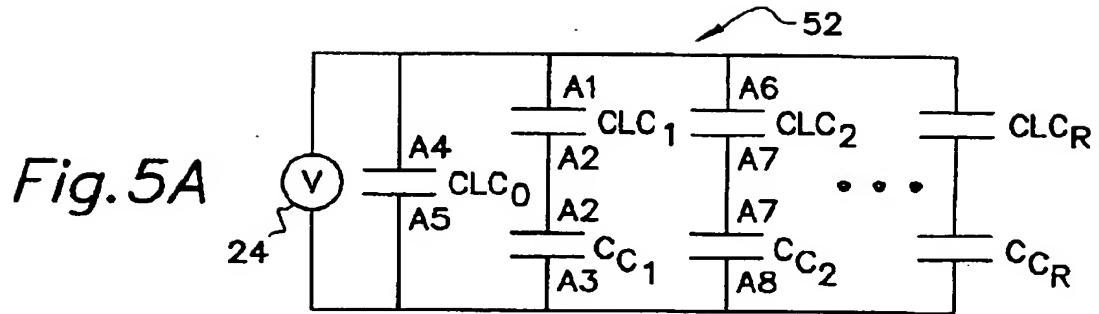 Fig. 5A
52
V
24
A4
CLC0
A5
A1
CLC1
A2
A2
CC1
A3
A6
CLC2
A7
A7
CC2
A8
• • •
CLCR
CCR